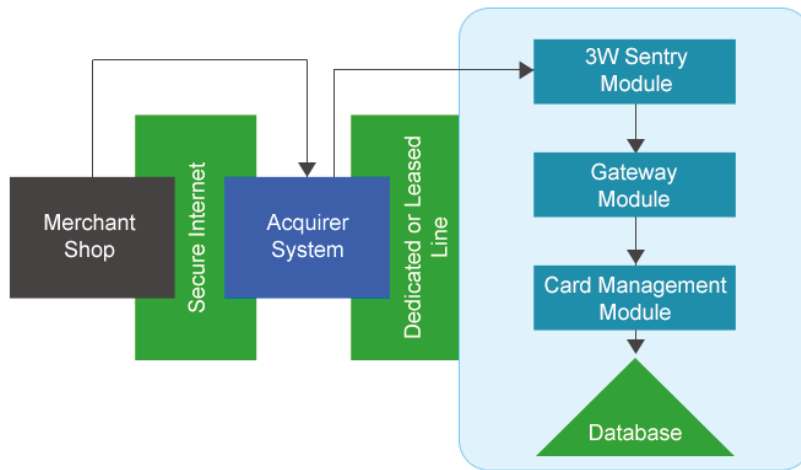 Merchant
Shop
Secure Internet
Acquirer
System
Dedicated or Leased
Line
3W Sentry
Module
Gateway
Module
Card Management
Module
Database